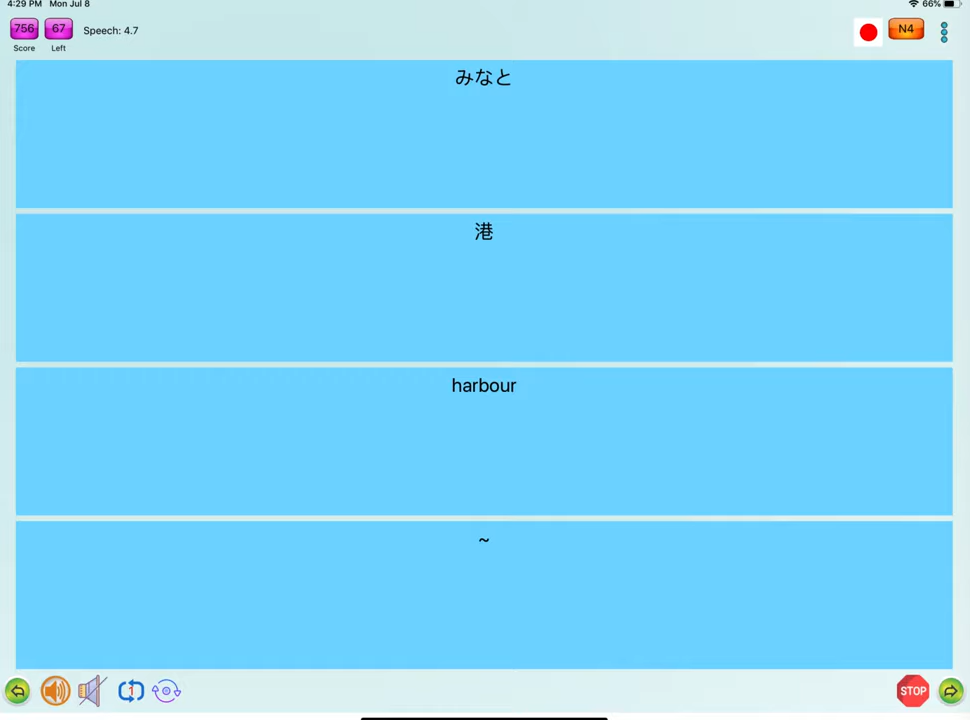 4:29 PM Mon Jul 8
66%
756 67 Speech: 4.7
N4
Score Left
みなと
港
harbour
~
1
STOP